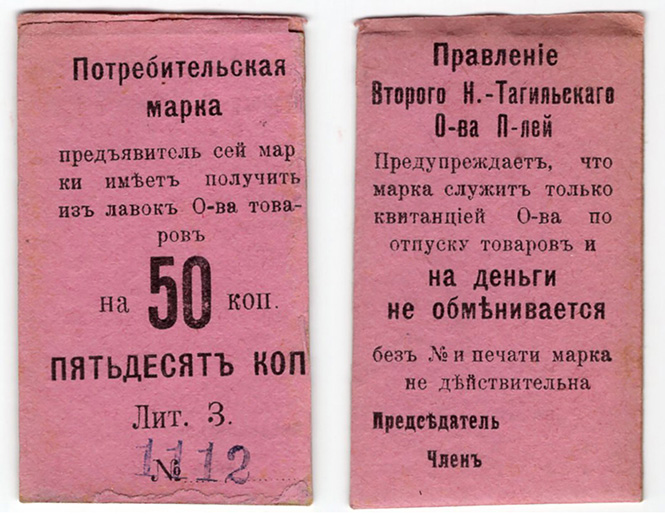 Потребительская
марка
предъявитель сей мар
ки имѣетъ получить
изъ лавокъ О-ва това-
ровъ
на 50 коп.
ПЯТЬДЕСЯТЪ КОП
Лит. З.
№ 1112
Правленіе
Второго Н.-Тагильскаго
О-ва П-лей
Предупреждаетъ, что
марка служитъ только
квитанціей О-ва по
отпуску товаровъ и
на деньги
не обмѣнивается
безъ № и печати марка
не дѣйствительна
Предсѣдатель
Членъ